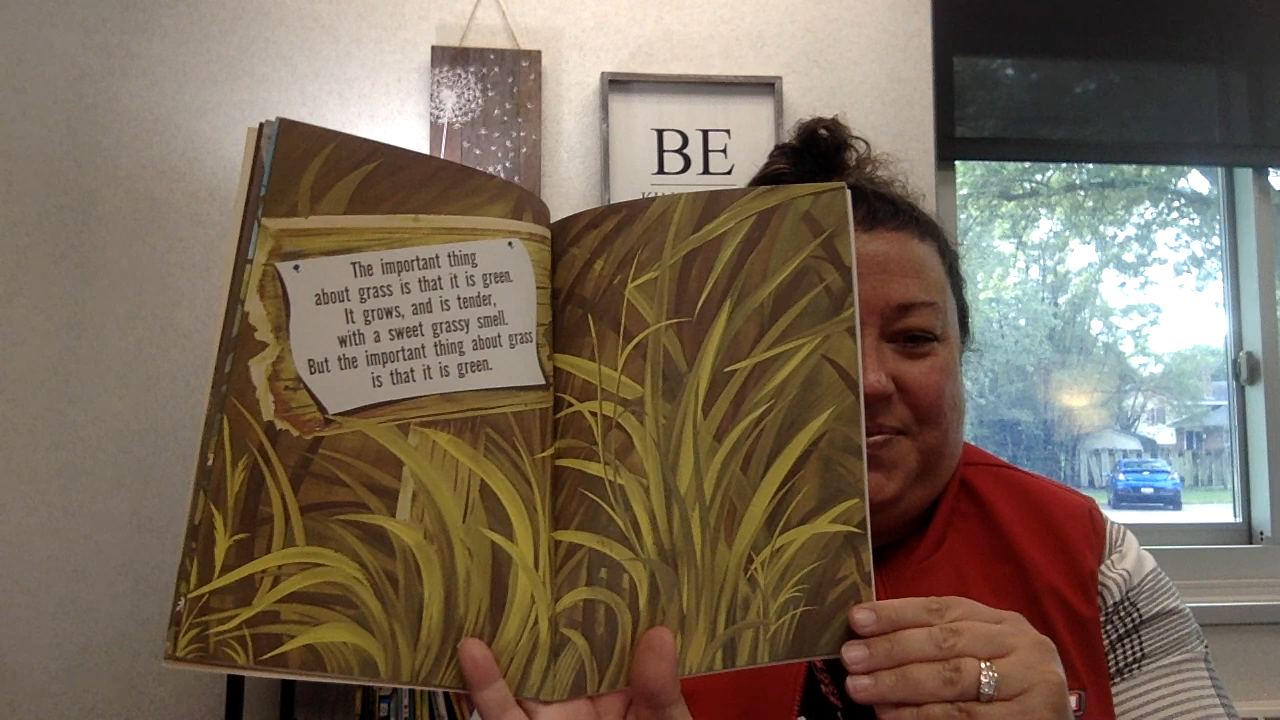 BE
The important thing
about grass is that it is green.
It grows, and is tender,
with a sweet grassy smell.
But the important thing about grass
is that it is green.